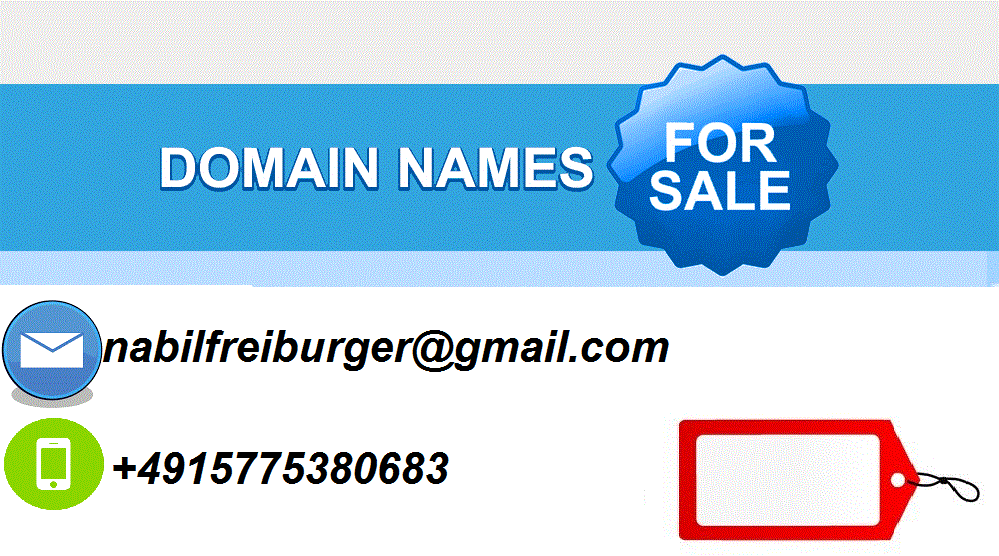 DOMAIN NAMES
FOR
SALE
nabilfreiburger@gmail.com
+4915775380683